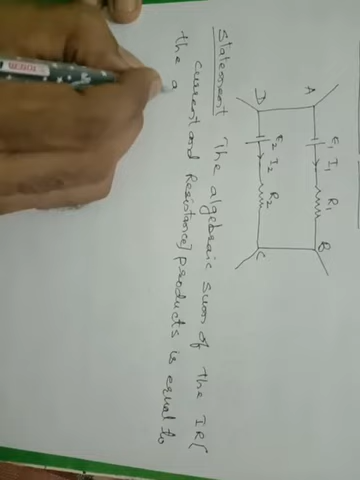 E1 I1 R1
A B
E2 I2 R2
D C
Statement The algebraic sum of the IR[
current and Resistance] products is equal to
the a